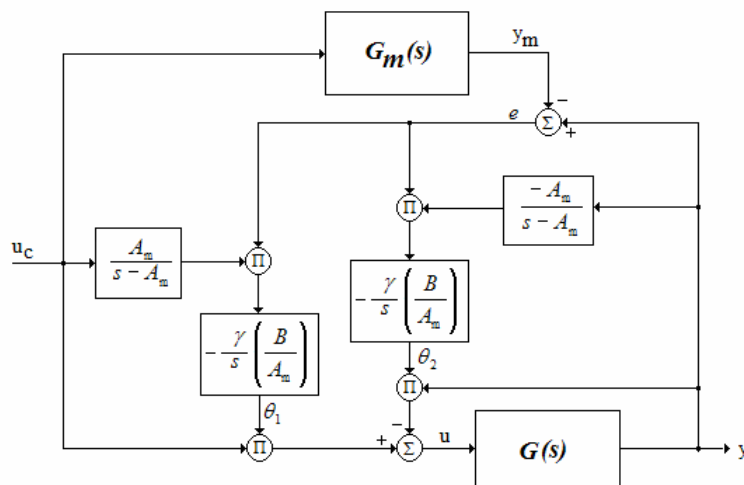 G_m(s)
y_m
−
e
Σ
+
Π
−A_m / (s − A_m)
u_c
A_m / (s − A_m)
Π
−γ/s (B/A_m)
−γ/s (B/A_m)
θ_2
Π
θ_1
−
Π
+
Σ
u
G(s)
y